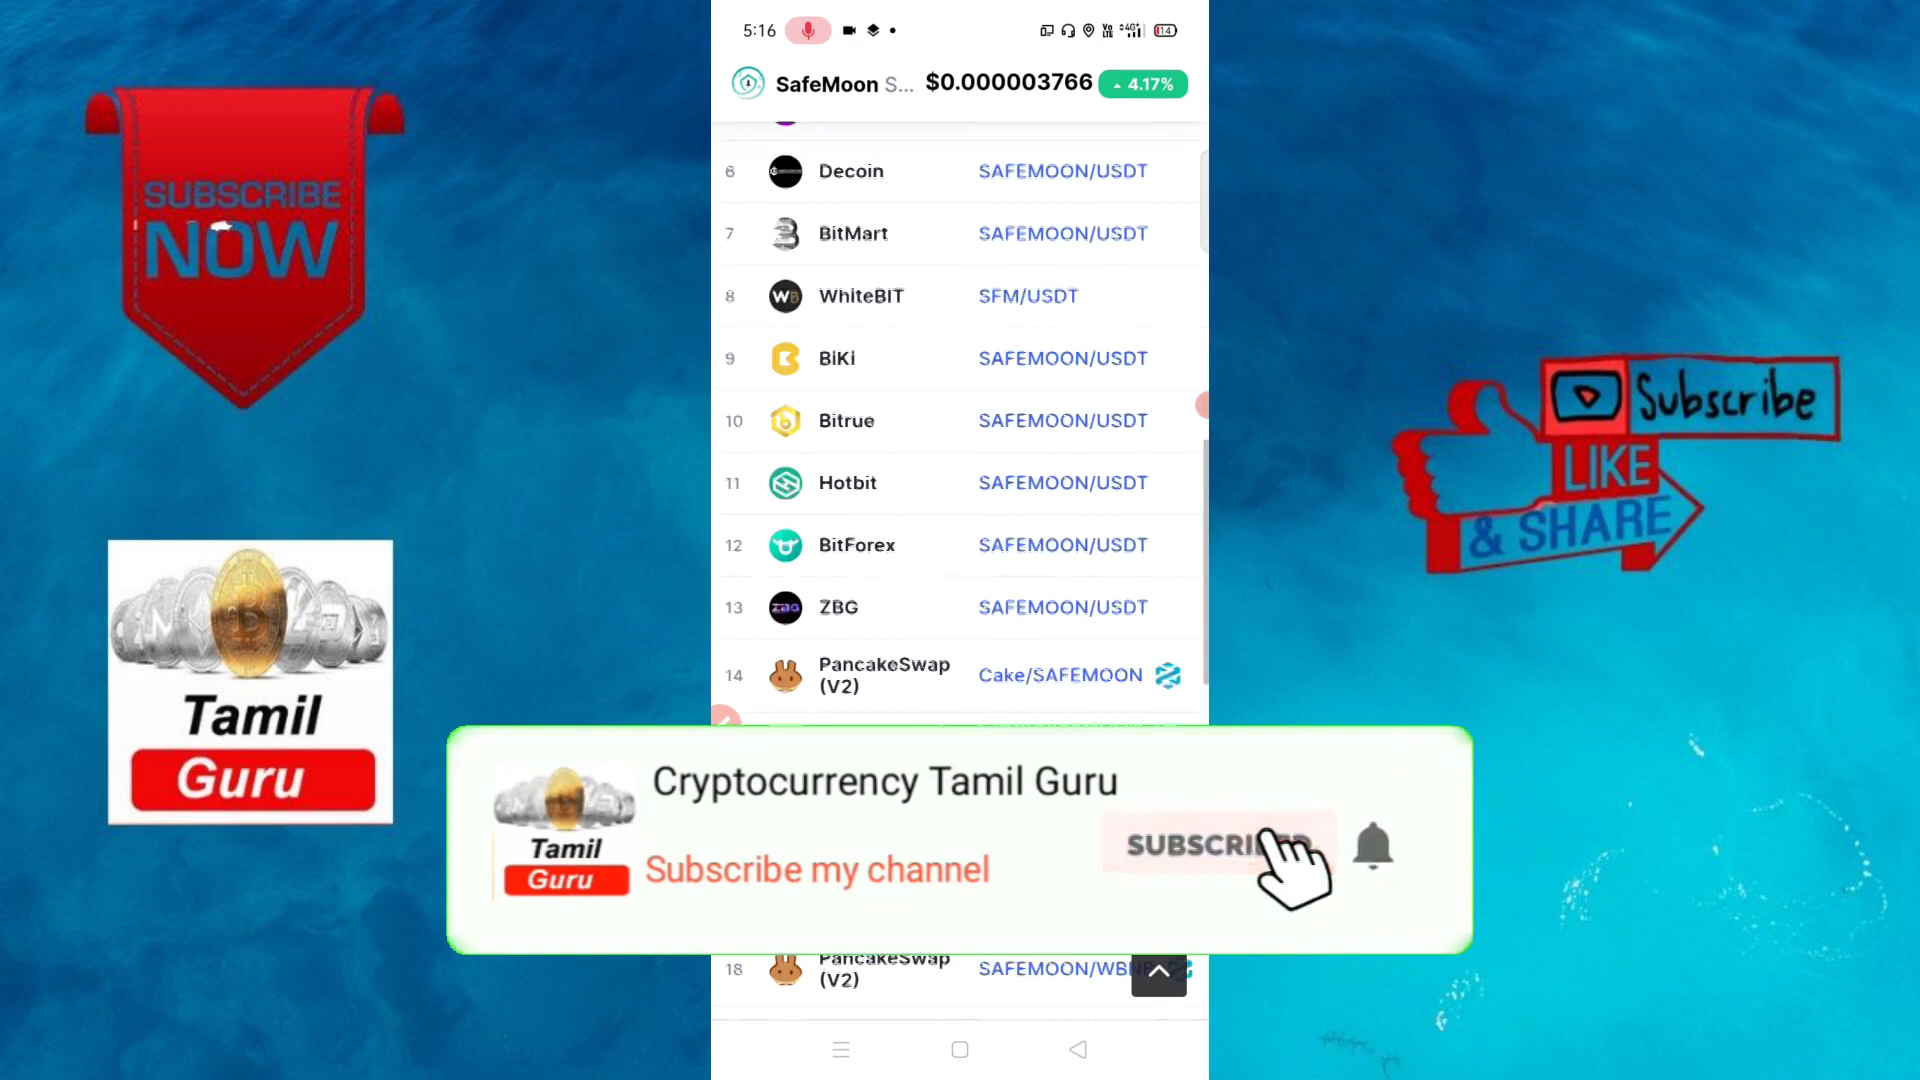 SUBSCRIBE
NOW
Tamil
Guru
5:16
14
SafeMoon S... $0.000003766 4.17%
6 Decoin SAFEMOON/USDT
7 BitMart SAFEMOON/USDT
8 WhiteBIT SFM/USDT
9 BiKi SAFEMOON/USDT
10 Bitrue SAFEMOON/USDT
11 Hotbit SAFEMOON/USDT
12 BitForex SAFEMOON/USDT
13 ZBG SAFEMOON/USDT
14 PancakeSwap (V2) Cake/SAFEMOON
Cryptocurrency Tamil Guru
Tamil
Guru
Subscribe my channel
18 PancakeSwap (V2) SAFEMOON/WBNB
Subscribe
LIKE
& SHARE